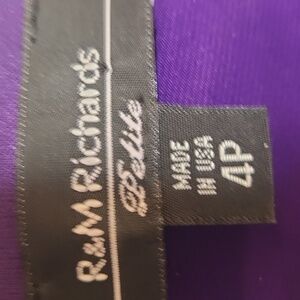 R&M Richards
Petite
MADE
IN USA
4P